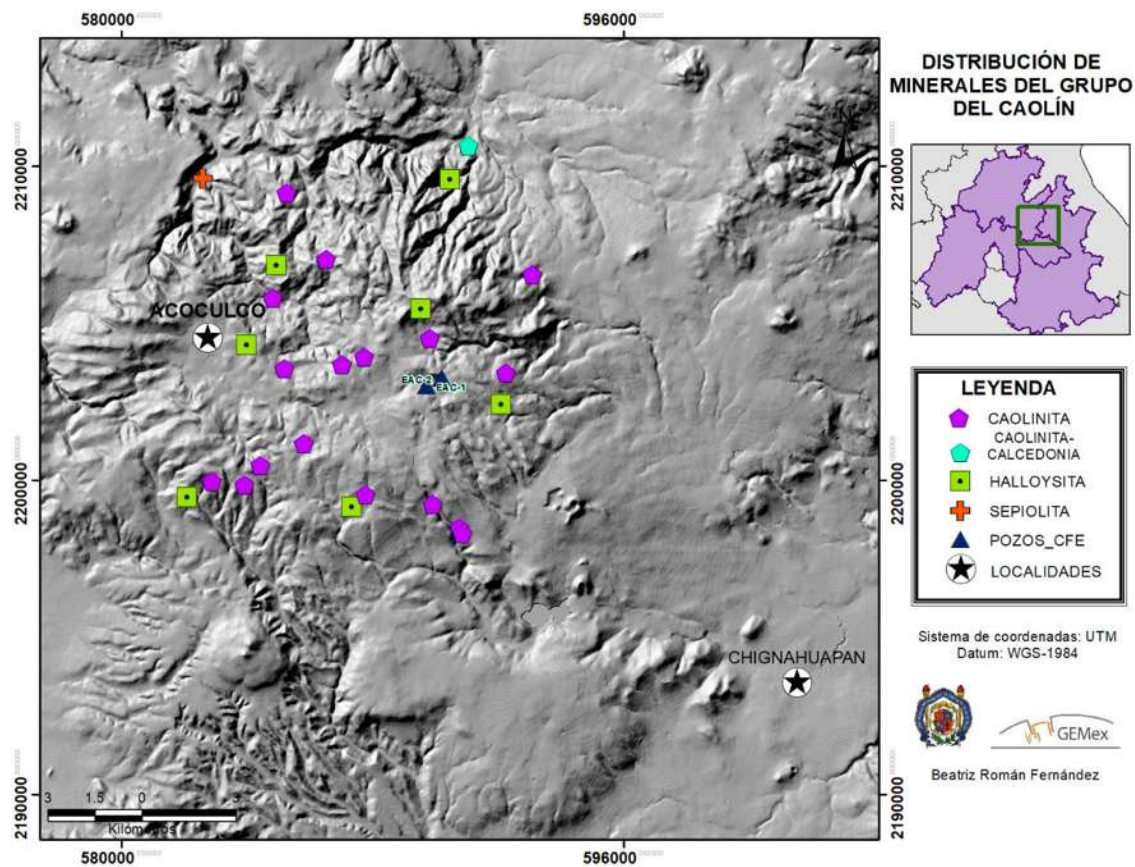 580000
596000
2210000
2210000
2200000
2200000
2190000
2190000
N
ACOCULCO
EAC-2
EAC-1
CHIGNAHUAPAN
3 1.5 0 3
Kilómetros
580000
596000
DISTRIBUCIÓN DE
MINERALES DEL GRUPO
DEL CAOLÍN
LEYENDA
CAOLINITA
CAOLINITA-
CALCEDONIA
HALLOYSITA
SEPIOLITA
POZOS_CFE
LOCALIDADES
Sistema de coordenadas: UTM
Datum: WGS-1984
GEMex
Beatriz Román Fernández